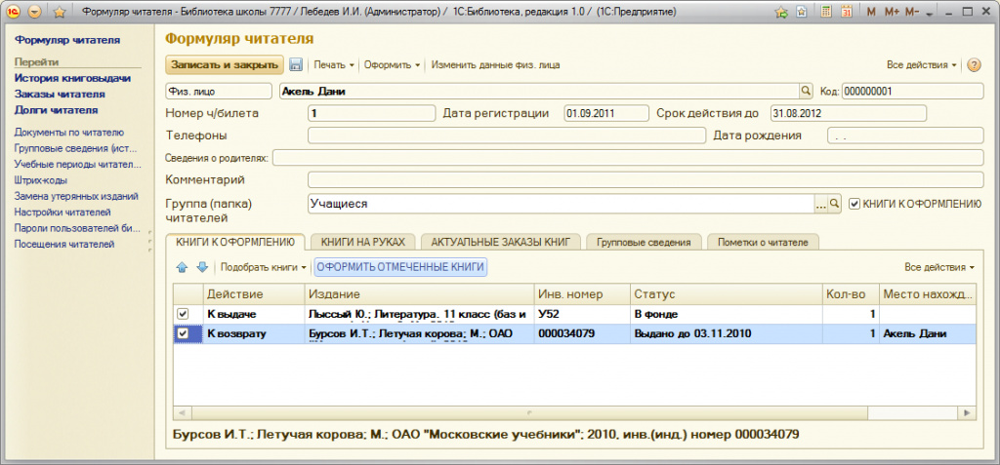 Формуляр читателя - Библиотека школы 7777 / Лебедев И.И. (Администратор) / 1С:Библиотека, редакция 1.0 / (1С:Предприятие)
M M+ M-
Формуляр читателя
Перейти
История книговыдачи
Заказы читателя
Долги читателя
Документы по читателю
Групповые сведения (ист...
Учебные периоды читател...
Штрих-коды
Замена утерянных изданий
Настройки читателей
Пароли пользователей би...
Посещения читателей
Формуляр читателя
Записать и закрыть Печать Оформить Изменить данные физ. лица Все действия
Физ. лицо Акель Дани Код: 000000001
Номер ч/билета 1 Дата регистрации 01.09.2011 Срок действия до 31.08.2012
Телефоны Дата рождения . .
Сведения о родителях:
Комментарий
Группа (папка) читателей Учащиеся ... КНИГИ К ОФОРМЛЕНИЮ
КНИГИ К ОФОРМЛЕНИЮ КНИГИ НА РУКАХ АКТУАЛЬНЫЕ ЗАКАЗЫ КНИГ Групповые сведения Пометки о читателе
Подобрать книги ОФОРМИТЬ ОТМЕЧЕННЫЕ КНИГИ Все действия
Действие Издание Инв. номер Статус Кол-во Место нахожд...
К выдаче Лыссый Ю.; Литература. 11 класс (баз и У52 В фонде 1
К возврату Бурсов И.Т.; Летучая корова; М.; ОАО 000034079 Выдано до 03.11.2010 1 Акель Дани
Бурсов И.Т.; Летучая корова; М.; ОАО "Московские учебники"; 2010, инв.(инд.) номер 000034079